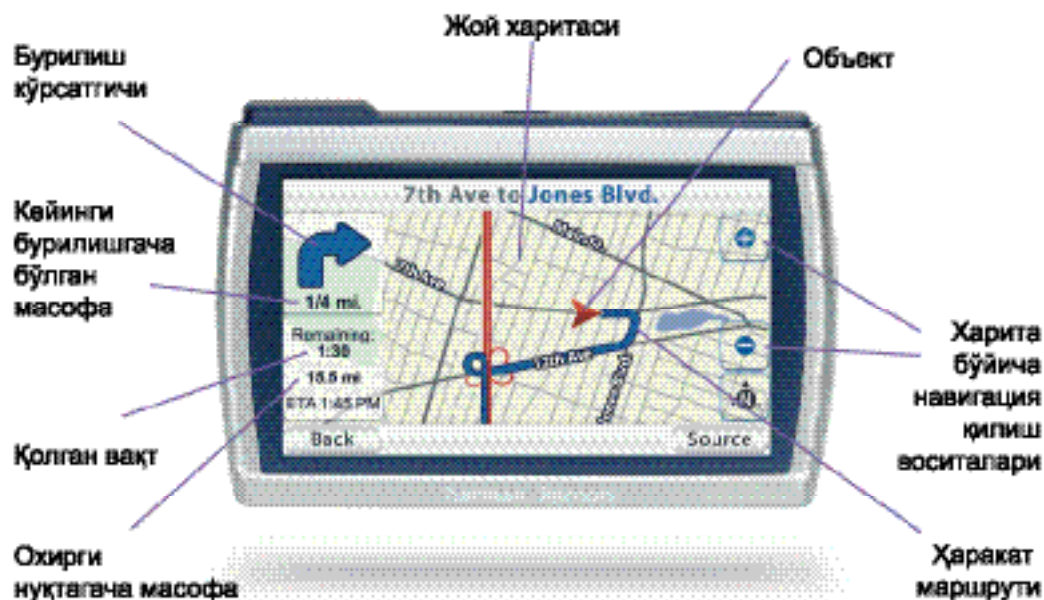 Жой харитаси
Бурилиш
кўрсатгичи
Объект
Кейинги
бурилишгача
бўлган
масофа
7th Ave to Jones Blvd.
1/4 mi.
Remaining:
1:30
15.5 mi
ETA 1:45 PM
13th Ave
Back
Source
Харита
бўйича
навигация
қилиш
воситалари
Қолган вақт
Охирги
нуқтагача масофа
Ҳаракат
маршрути